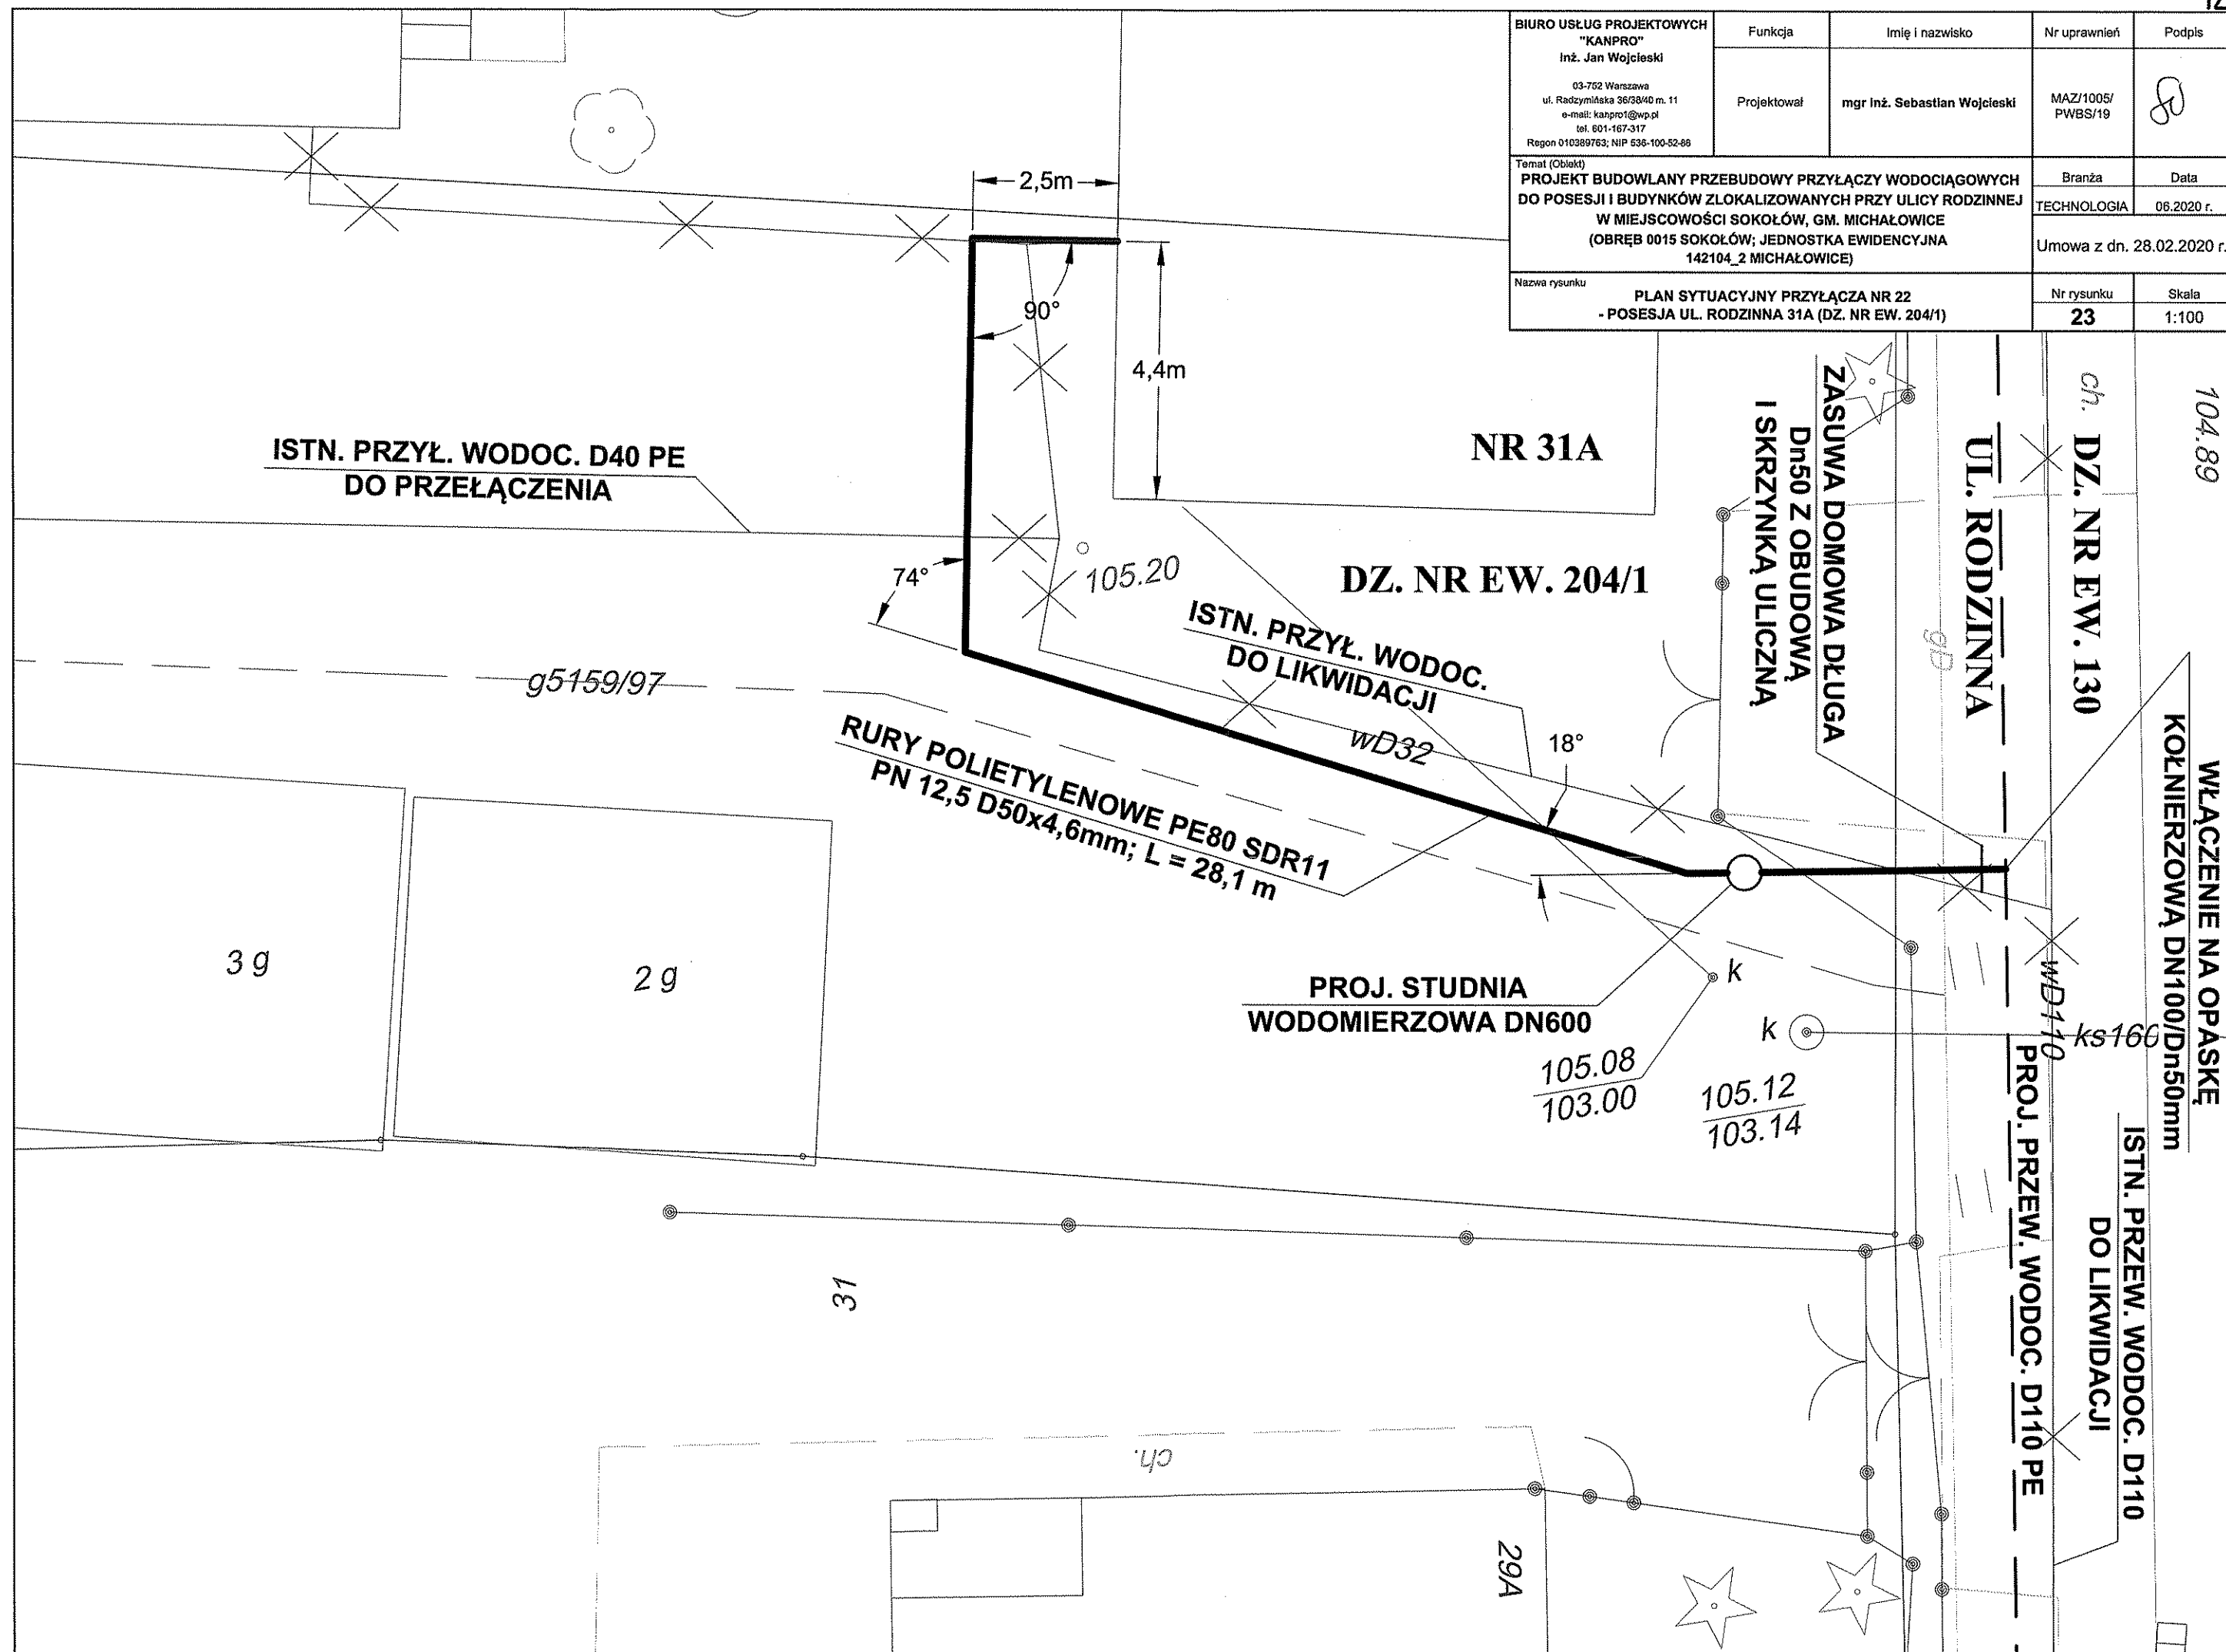 BIURO USŁUG PROJEKTOWYCH
"KANPRO"
Inż. Jan Wojcieski
03-752 Warszawa
ul. Radzymińska 36/38/40 m. 11
e-mail: kanpro1@wp.pl
tel. 601-167-317
Regon 010389763; NIP 536-100-52-88
Funkcja
Imię i nazwisko
Nr uprawnień
Podpis
Projektował
mgr inż. Sebastian Wojcieski
MAZ/1005/
PWBS/19
Temat (Obiekt)
PROJEKT BUDOWLANY PRZEBUDOWY PRZYŁĄCZY WODOCIĄGOWYCH
DO POSESJI I BUDYNKÓW ZLOKALIZOWANYCH PRZY ULICY RODZINNEJ
W MIEJSCOWOŚCI SOKOŁÓW, GM. MICHAŁOWICE
(OBRĘB 0015 SOKOŁÓW; JEDNOSTKA EWIDENCYJNA
142104_2 MICHAŁOWICE)
Branża
Data
TECHNOLOGIA
06.2020 r.
Umowa z dn. 28.02.2020 r.
Nazwa rysunku
PLAN SYTUACYJNY PRZYŁĄCZA NR 22
- POSESJA UL. RODZINNA 31A (DZ. NR EW. 204/1)
Nr rysunku
Skala
23
1:100
2,5m
90°
4,4m
NR 31A
ISTN. PRZYŁ. WODOC. D40 PE
DO PRZEŁĄCZENIA
74°
105.20
DZ. NR EW. 204/1
ISTN. PRZYŁ. WODOC.
DO LIKWIDACJI
ZASUWA DOMOWA DŁUGA
Dn50 Z OBUDOWĄ
I SKRZYNKĄ ULICZNĄ
UL. RODZINNA
ch.
DZ. NR EW. 130
104.89
gD
g5159/97
wD32
18°
RURY POLIETYLENOWE PE80 SDR11
PN 12,5 D50x4,6mm; L = 28,1 m
WŁĄCZENIE NA OPASKĘ
KOŁNIERZOWĄ DN100/Dn50mm
3 g
2 g
PROJ. STUDNIA
WODOMIERZOWA DN600
k
k
wD110
ks160
105.08
103.00
105.12
103.14
PROJ. PRZEW. WODOC. D110 PE
ISTN. PRZEW. WODOC. D110
DO LIKWIDACJI
31
ch.
29A